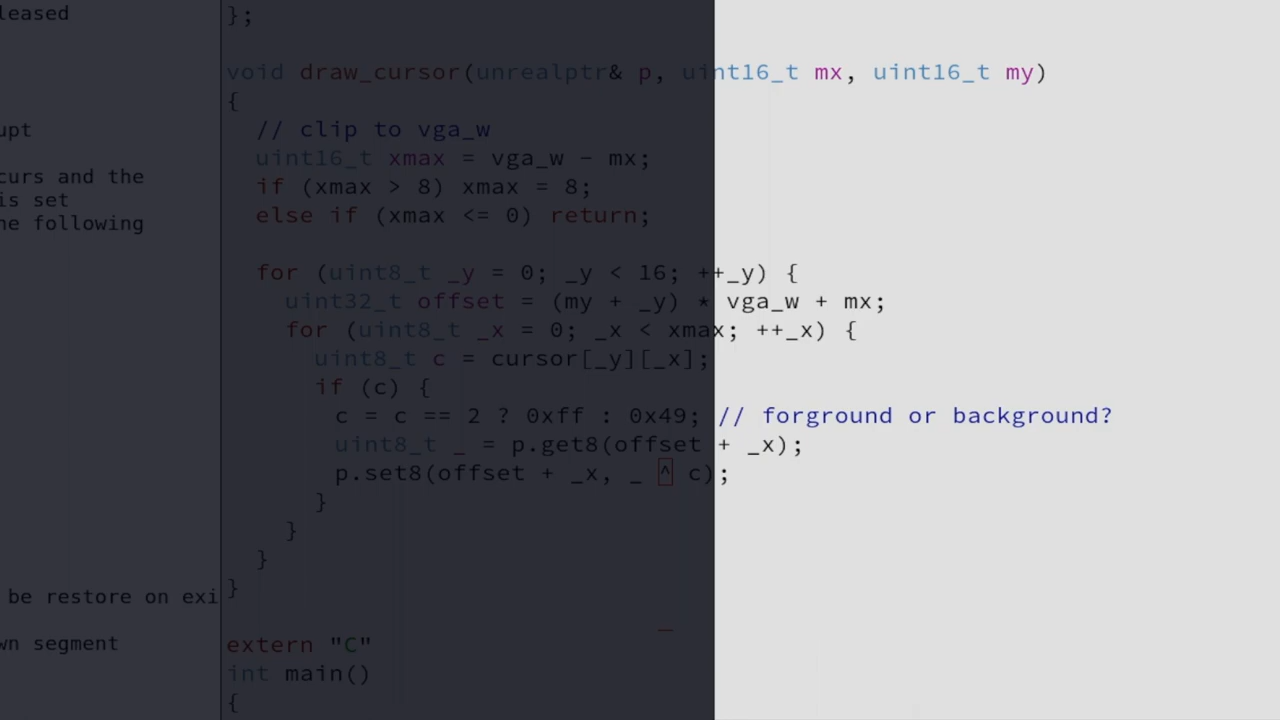 leased
upt
curs and the
is set
he following
be restore on exi
wn segment
};
void draw_cursor(unrealptr& p, uint16_t mx, uint16_t my)
{
// clip to vga_w
uint16_t xmax = vga_w - mx;
if (xmax > 8) xmax = 8;
else if (xmax <= 0) return;
for (uint8_t _y = 0; _y < 16; ++_y) {
uint32_t offset = (my + _y) * vga_w + mx;
for (uint8_t _x = 0; _x < xmax; ++_x) {
uint8_t c = cursor[_y][_x];
if (c) {
c = c == 2 ? 0xff : 0x49; // forground or background?
uint8_t _ = p.get8(offset + _x);
p.set8(offset + _x, _ ^ c);
}
}
}
}
extern "C"
int main()
{